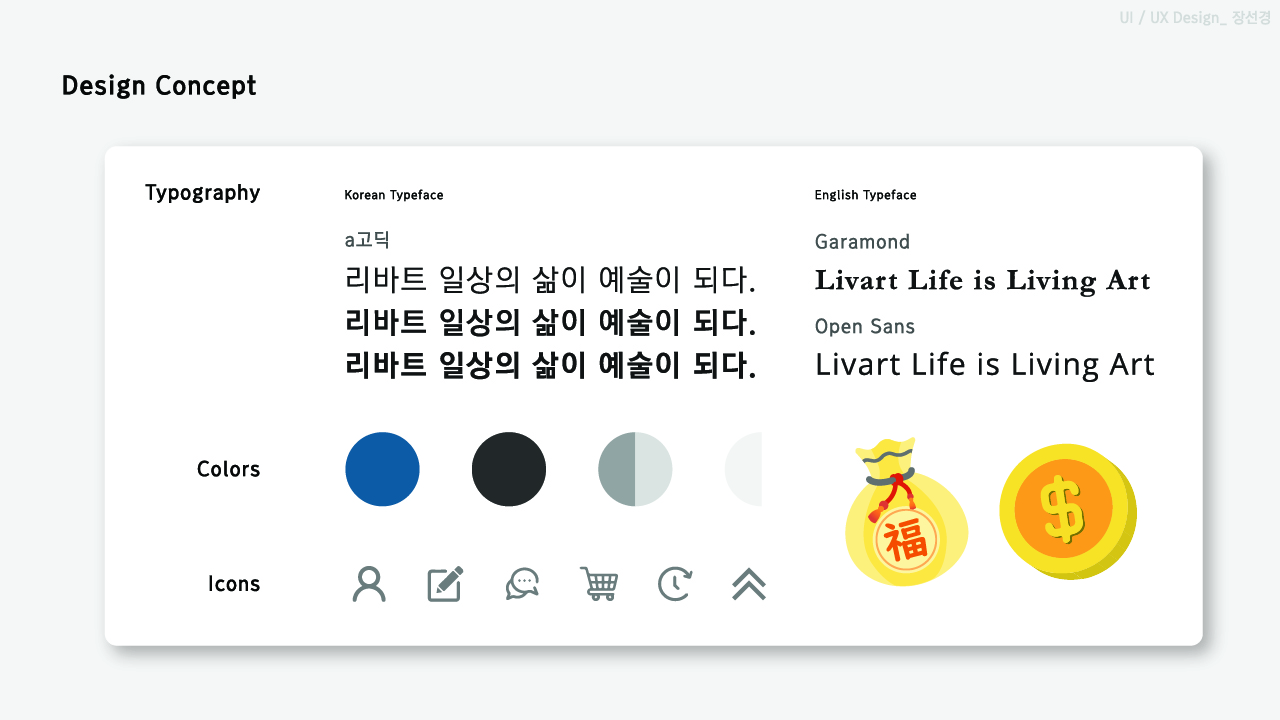 UI / UX Design_ 장선경
Design Concept
Typography
Korean Typeface
a고딕
리바트 일상의 삶이 예술이 되다.
리바트 일상의 삶이 예술이 되다.
리바트 일상의 삶이 예술이 되다.
English Typeface
Garamond
Livart Life is Living Art
Open Sans
Livart Life is Living Art
Colors
福
$
Icons